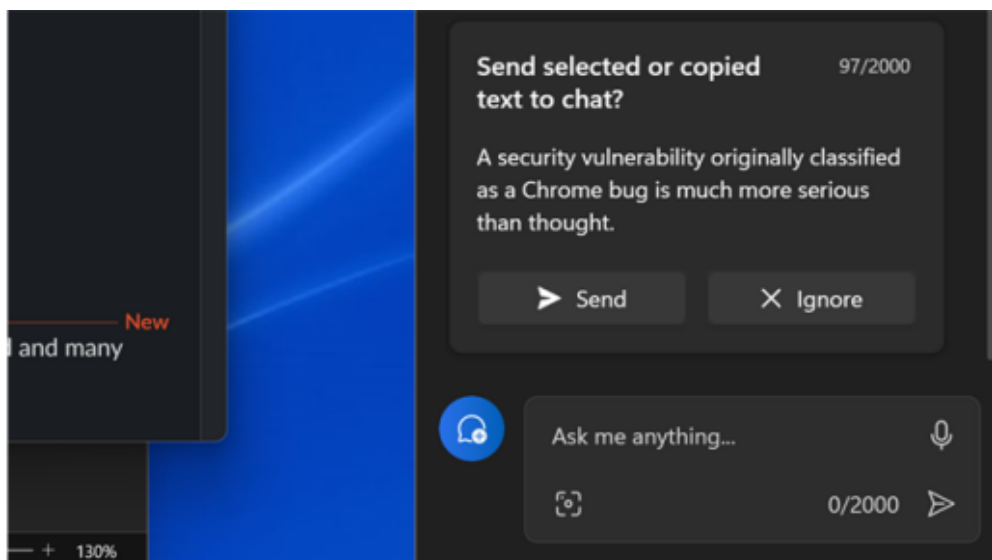 Send selected or copied 97/2000
text to chat?
A security vulnerability originally classified
as a Chrome bug is much more serious
than thought.
Send Ignore
New
and many
Ask me anything...
0/2000
130%